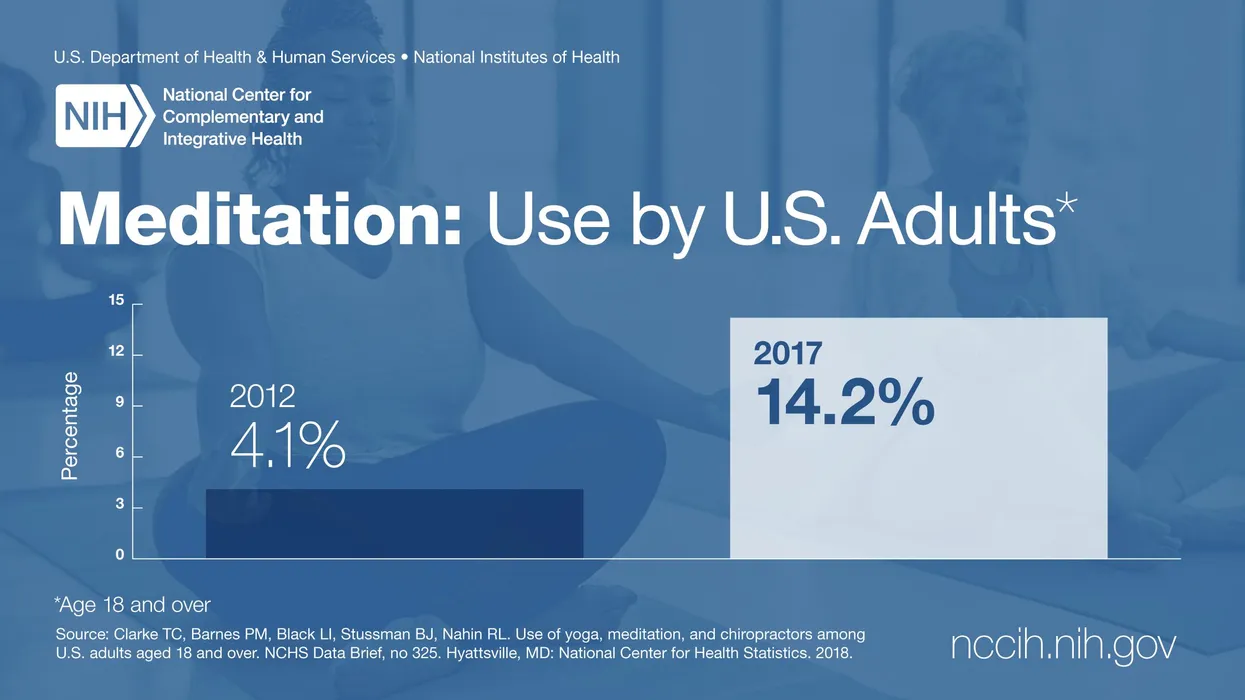 U.S. Department of Health & Human Services • National Institutes of Health
NIH
National Center for
Complementary and
Integrative Health
Meditation: Use by U.S. Adults*
Percentage
15
12
9
6
3
0
2012
4.1%
2017
14.2%
*Age 18 and over
Source: Clarke TC, Barnes PM, Black LI, Stussman BJ, Nahin RL. Use of yoga, meditation, and chiropractors among
U.S. adults aged 18 and over. NCHS Data Brief, no 325. Hyattsville, MD: National Center for Health Statistics. 2018.
nccih.nih.gov